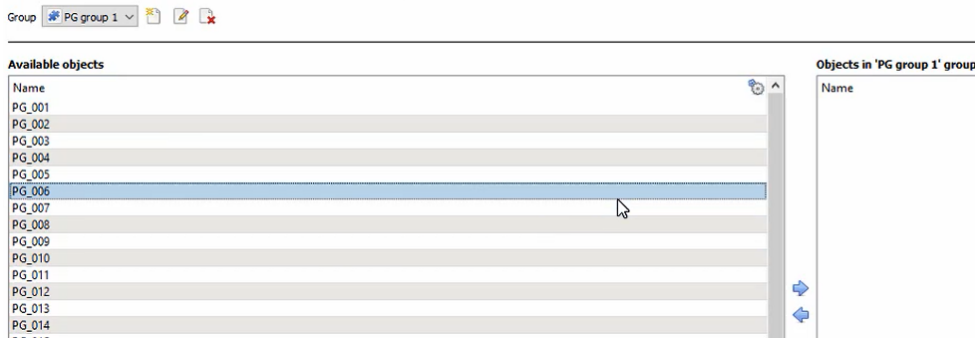 Group PG group 1
Available objects
Name
PG_001
PG_002
PG_003
PG_004
PG_005
PG_006
PG_007
PG_008
PG_009
PG_010
PG_011
PG_012
PG_013
PG_014
Objects in 'PG group 1' group
Name